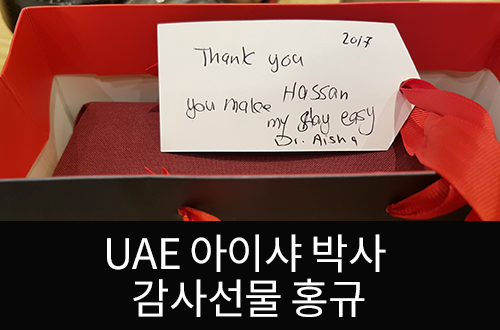 2017
Thank you
Hassan
you make
my stay easy
Dr. Aisha
UAE 아이샤 박사
감사선물 홍규